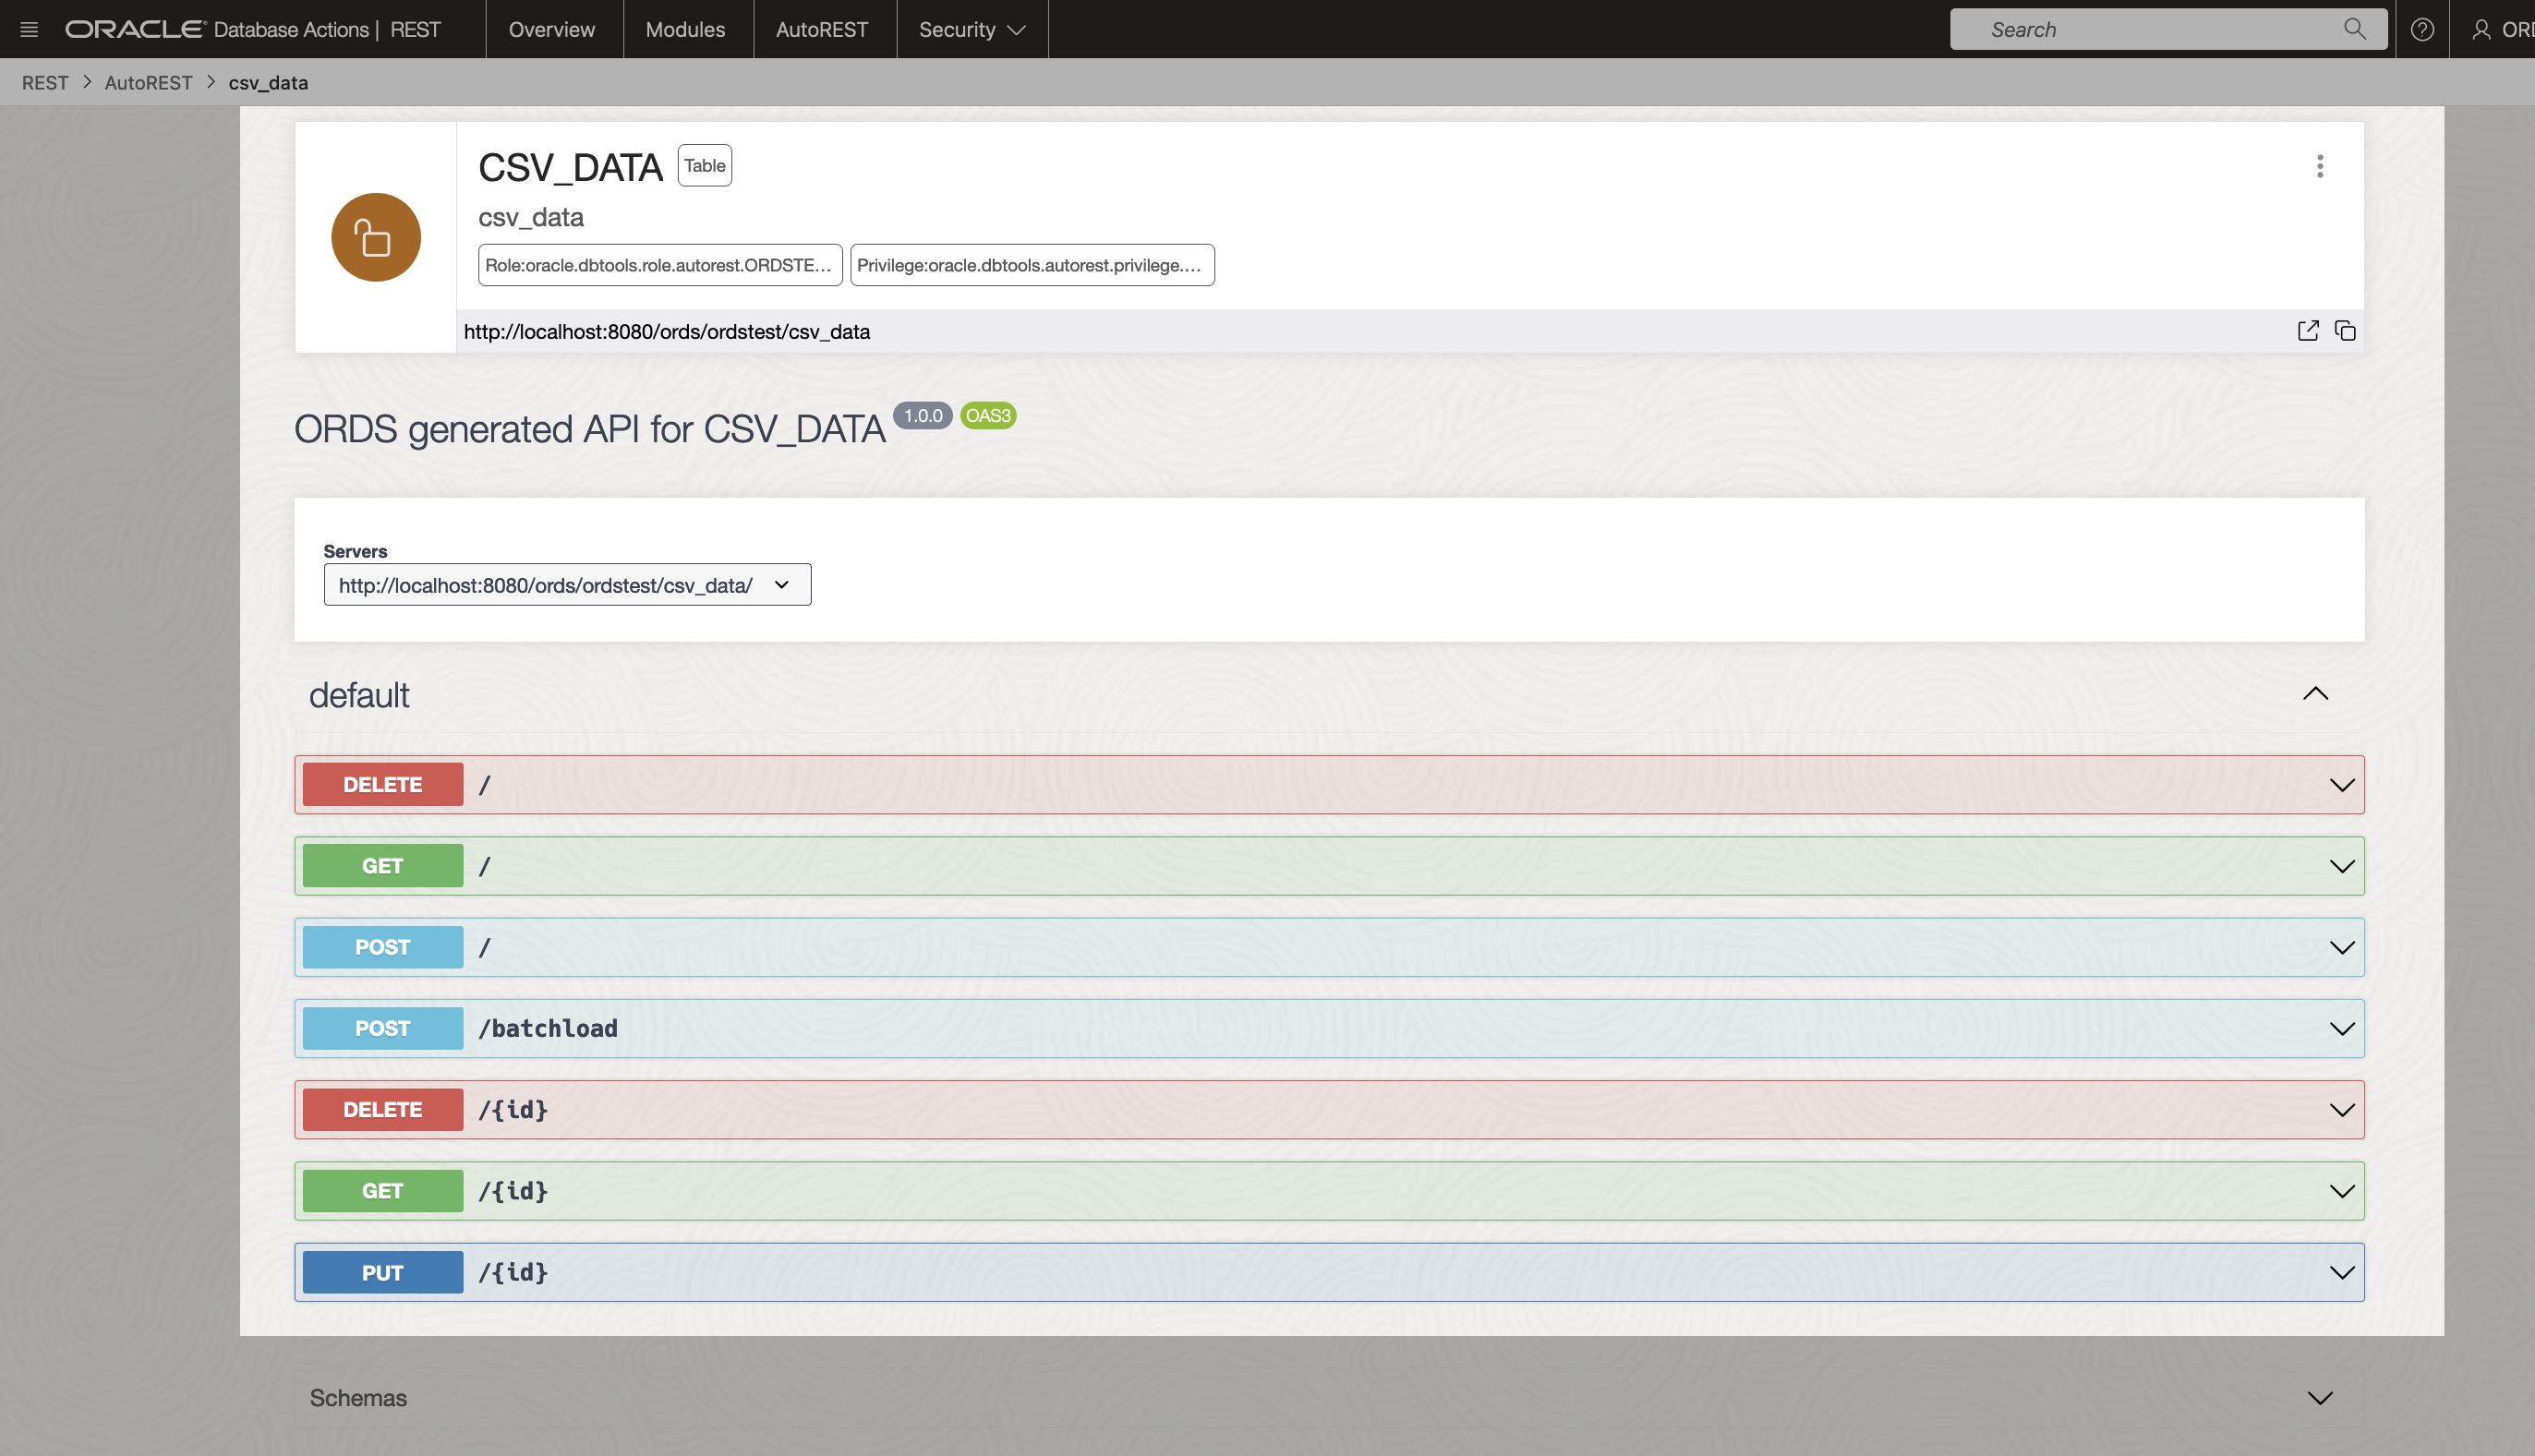 ORACLE Database Actions | REST Overview Modules AutoREST Security Search ORD
REST > AutoREST > csv_data
CSV_DATA Table
csv_data
Role:oracle.dbtools.role.autorest.ORDSTE... Privilege:oracle.dbtools.autorest.privilege....
http://localhost:8080/ords/ordstest/csv_data
ORDS generated API for CSV_DATA 1.0.0 OAS3
Servers
http://localhost:8080/ords/ordstest/csv_data/
default
DELETE /
GET /
POST /
POST /batchload
DELETE /{id}
GET /{id}
PUT /{id}
Schemas